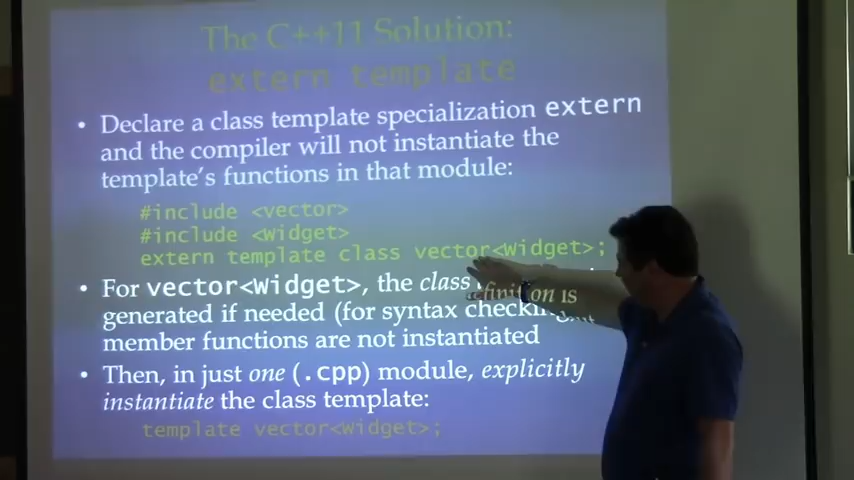 The C++11 Solution:
extern template
• Declare a class template specialization extern
and the compiler will not instantiate the
template's functions in that module:
#include <vector>
#include <Widget>
extern template class vector<Widget>;
• For vector<Widget>, the class
finition is
generated if needed (for syntax checking
member functions are not instantiated
• Then, in just one (.cpp) module, explicitly
instantiate the class template:
template vector<Widget>;